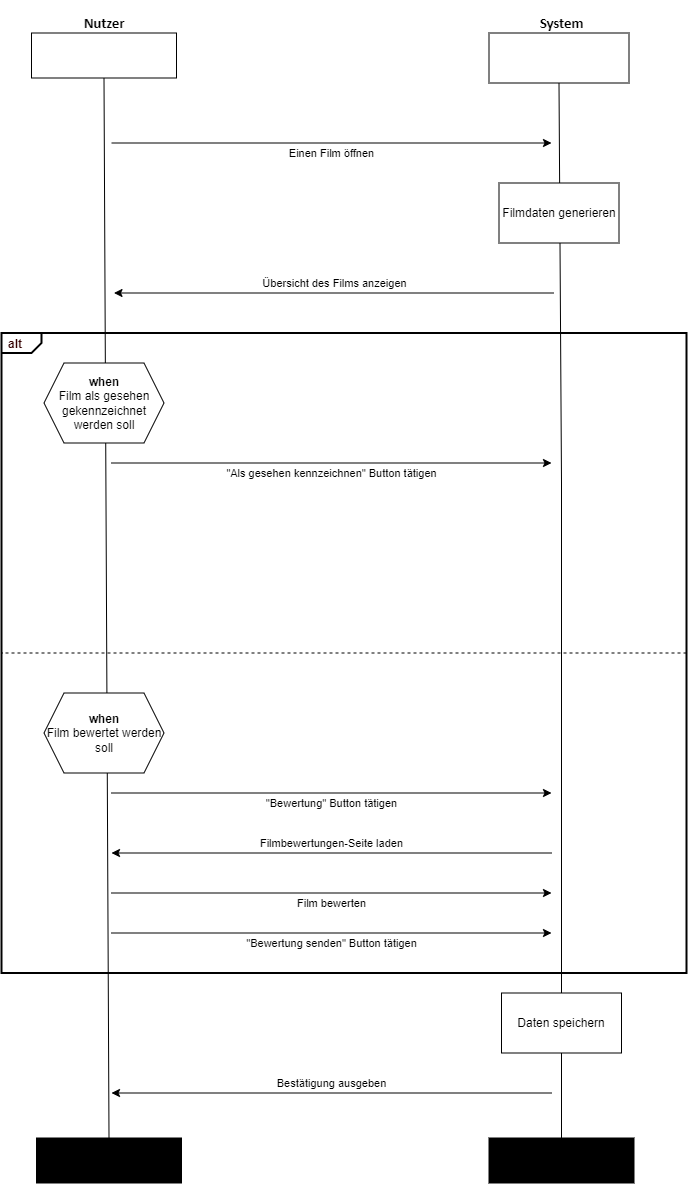 Nutzer
System
Einen Film öffnen
Filmdaten generieren
Übersicht des Films anzeigen
alt
when
Film als gesehen
gekennzeichnet
werden soll
"Als gesehen kennzeichnen" Button tätigen
when
Film bewertet werden
soll
"Bewertung" Button tätigen
Filmbewertungen-Seite laden
Film bewerten
"Bewertung senden" Button tätigen
Daten speichern
Bestätigung ausgeben